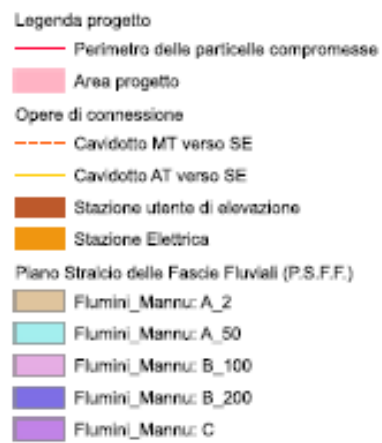 Legenda progetto
Perimetro delle particelle compromesse
Area progetto
Opere di connessione
Cavidotto MT verso SE
Cavidotto AT verso SE
Stazione utente di elevazione
Stazione Elettrica
Piano Stralcio delle Fascie Fluviali (P.S.F.F.)
Flumini_Mannu: A_2
Flumini_Mannu: A_50
Flumini_Mannu: B_100
Flumini_Mannu: B_200
Flumini_Mannu: C